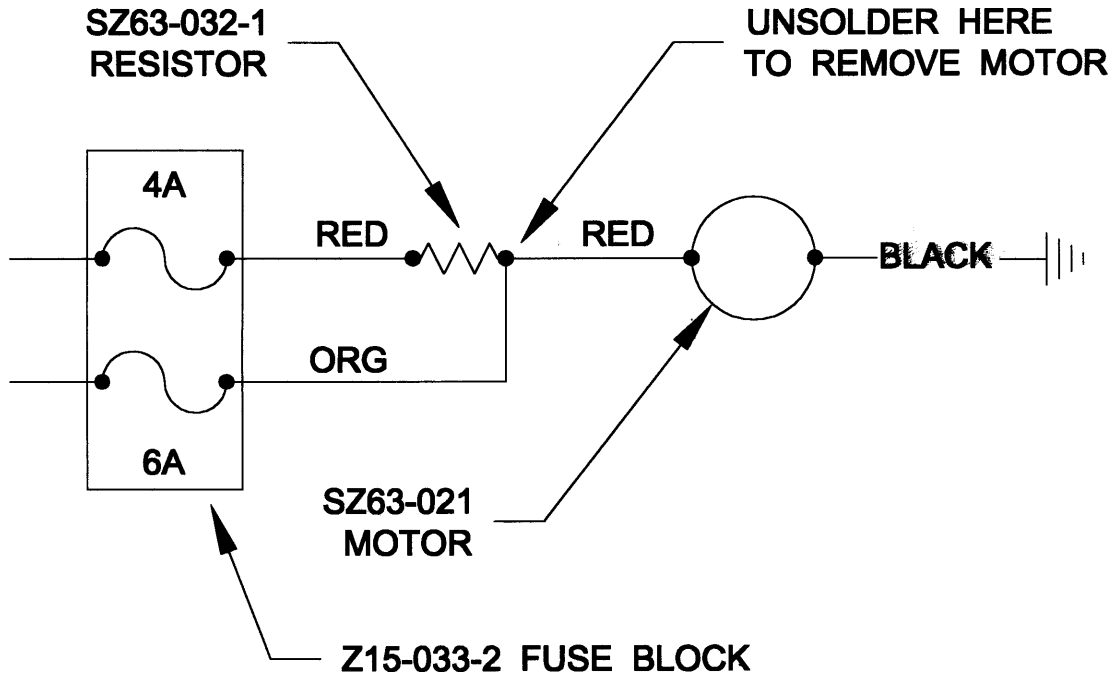 SZ63-032-1
RESISTOR
UNSOLDER HERE
TO REMOVE MOTOR
4A
RED
RED
BLACK
ORG
6A
SZ63-021
MOTOR
Z15-033-2 FUSE BLOCK